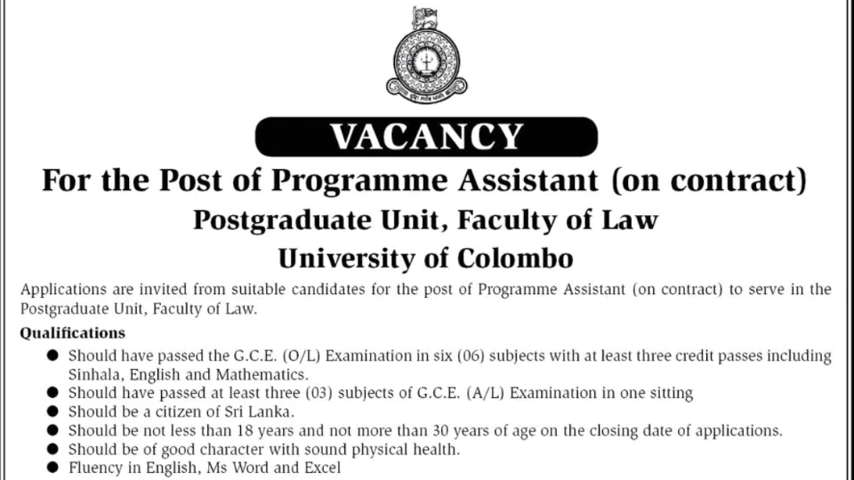 VACANCY
For the Post of Programme Assistant (on contract)
Postgraduate Unit, Faculty of Law
University of Colombo
Applications are invited from suitable candidates for the post of Programme Assistant (on contract) to serve in the
Postgraduate Unit, Faculty of Law.
Qualifications
● Should have passed the G.C.E. (O/L) Examination in six (06) subjects with at least three credit passes including
Sinhala, English and Mathematics.
● Should have passed at least three (03) subjects of G.C.E. (A/L) Examination in one sitting
● Should be a citizen of Sri Lanka.
● Should be not less than 18 years and not more than 30 years of age on the closing date of applications.
● Should be of good character with sound physical health.
● Fluency in English, Ms Word and Excel